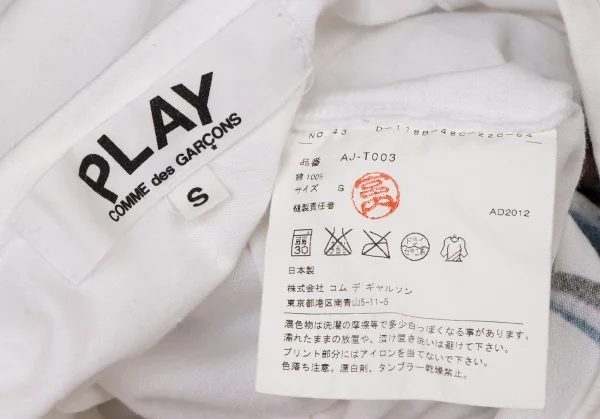 PLAY
COMME des GARÇONS
S
NO.43 D-118B-480-220-64
品番 AJ-T003
綿 100%
サイズ S
縫製責任者
AD2012
日本製
株式会社 コム デ ギャルソン
東京都港区南青山5-11-5
濃色物は洗濯の摩擦等で多少白っぽくなる事があります。
濡れたままの放置や、漬け置き洗いは避けて下さい。
プリント部分にはアイロンを当てないで下さい。
色落ち注意。漂白剤、タンブラー乾燥禁止。